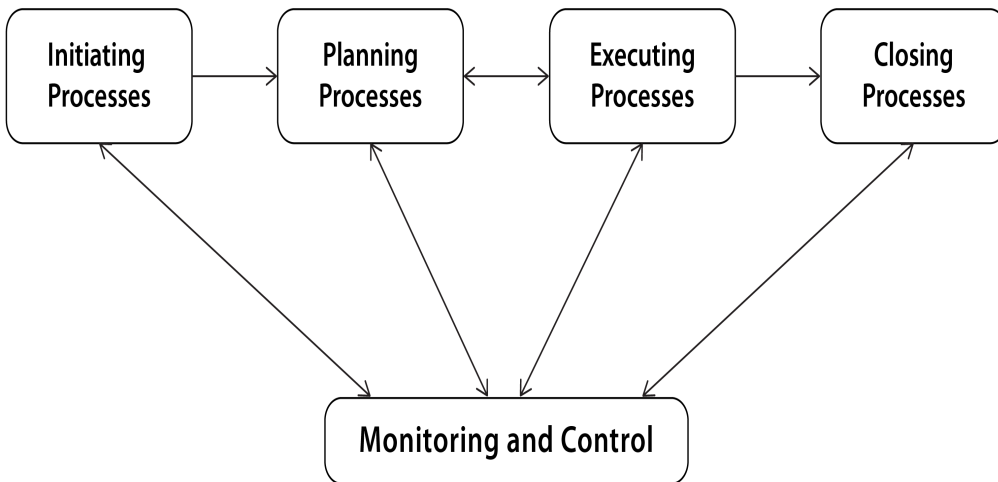 Initiating
Processes
Planning
Processes
Executing
Processes
Closing
Processes
Monitoring and Control